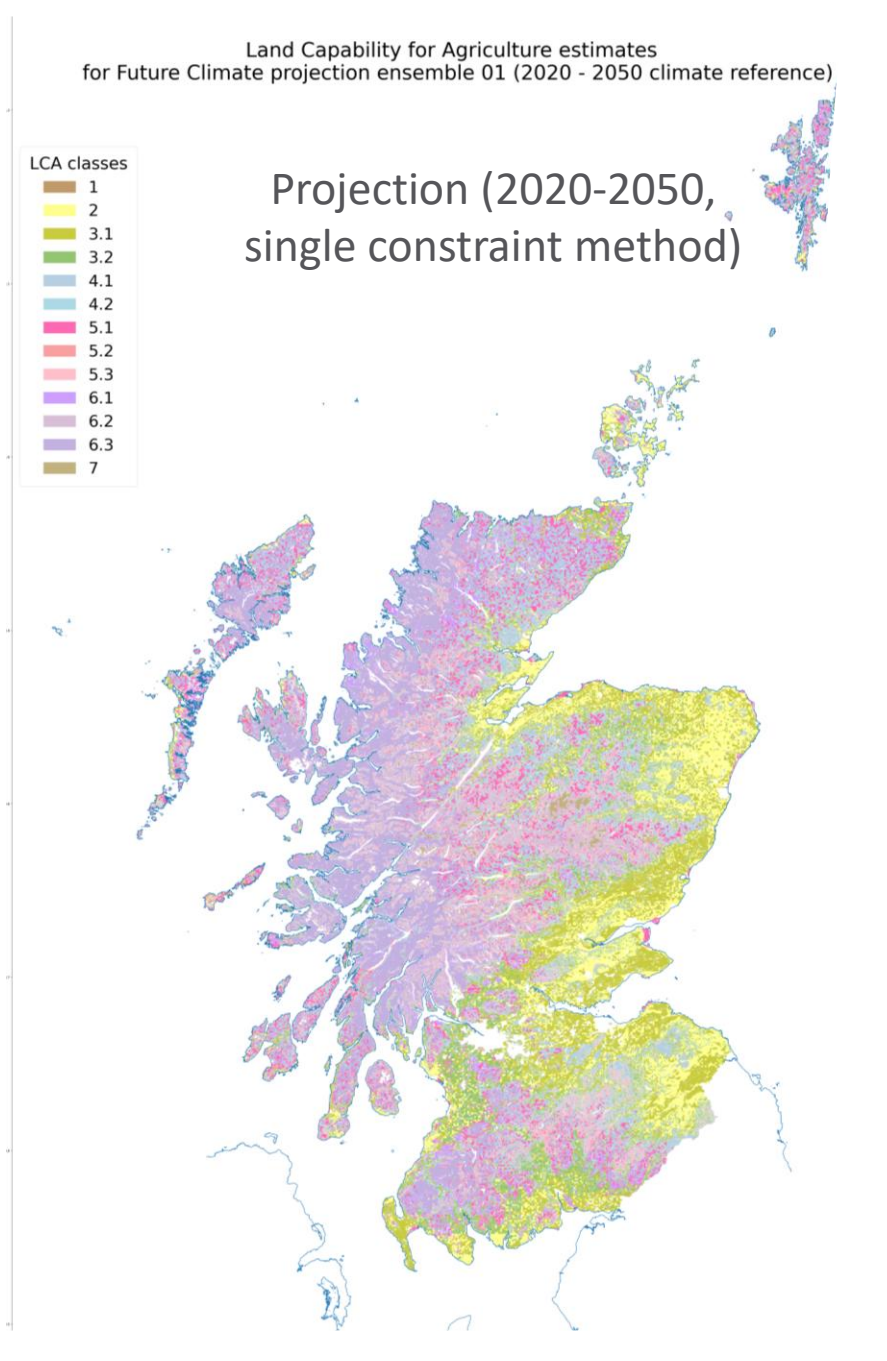 Land Capability for Agriculture estimates
for Future Climate projection ensemble 01 (2020 - 2050 climate reference)
Projection (2020-2050,
single constraint method)
LCA classes
1
2
3.1
3.2
4.1
4.2
5.1
5.2
5.3
6.1
6.2
6.3
7